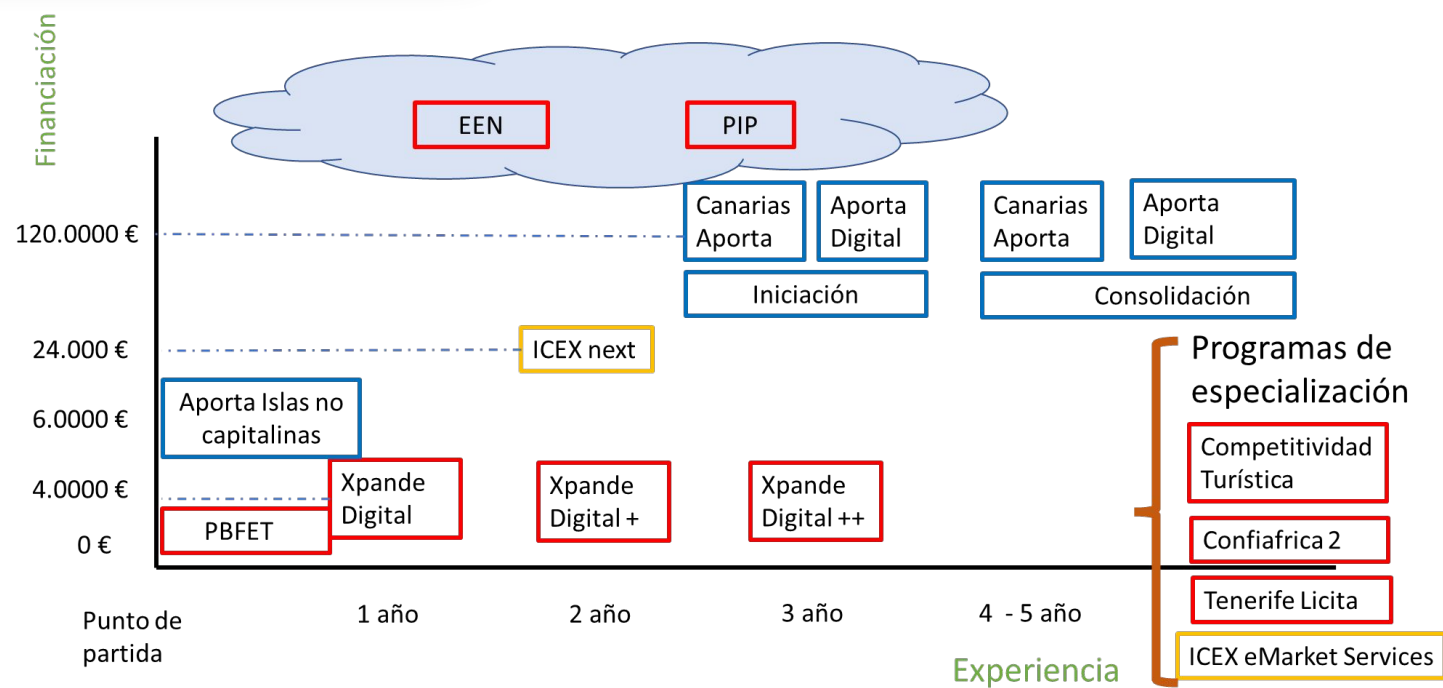 Financiación
EEN
PIP
120.0000 €
Canarias
Aporta
Aporta
Digital
Canarias
Aporta
Aporta
Digital
Iniciación
Consolidación
24.000 €
ICEX next
6.0000 €
Aporta Islas no
capitalinas
4.0000 €
Xpande
Digital
Xpande
Digital +
Xpande
Digital ++
0 €
PBFET
Programas de
especialización
Competitividad
Turística
Confiafrica 2
Tenerife Licita
ICEX eMarket Services
Punto de
partida
1 año
2 año
3 año
4 - 5 año
Experiencia